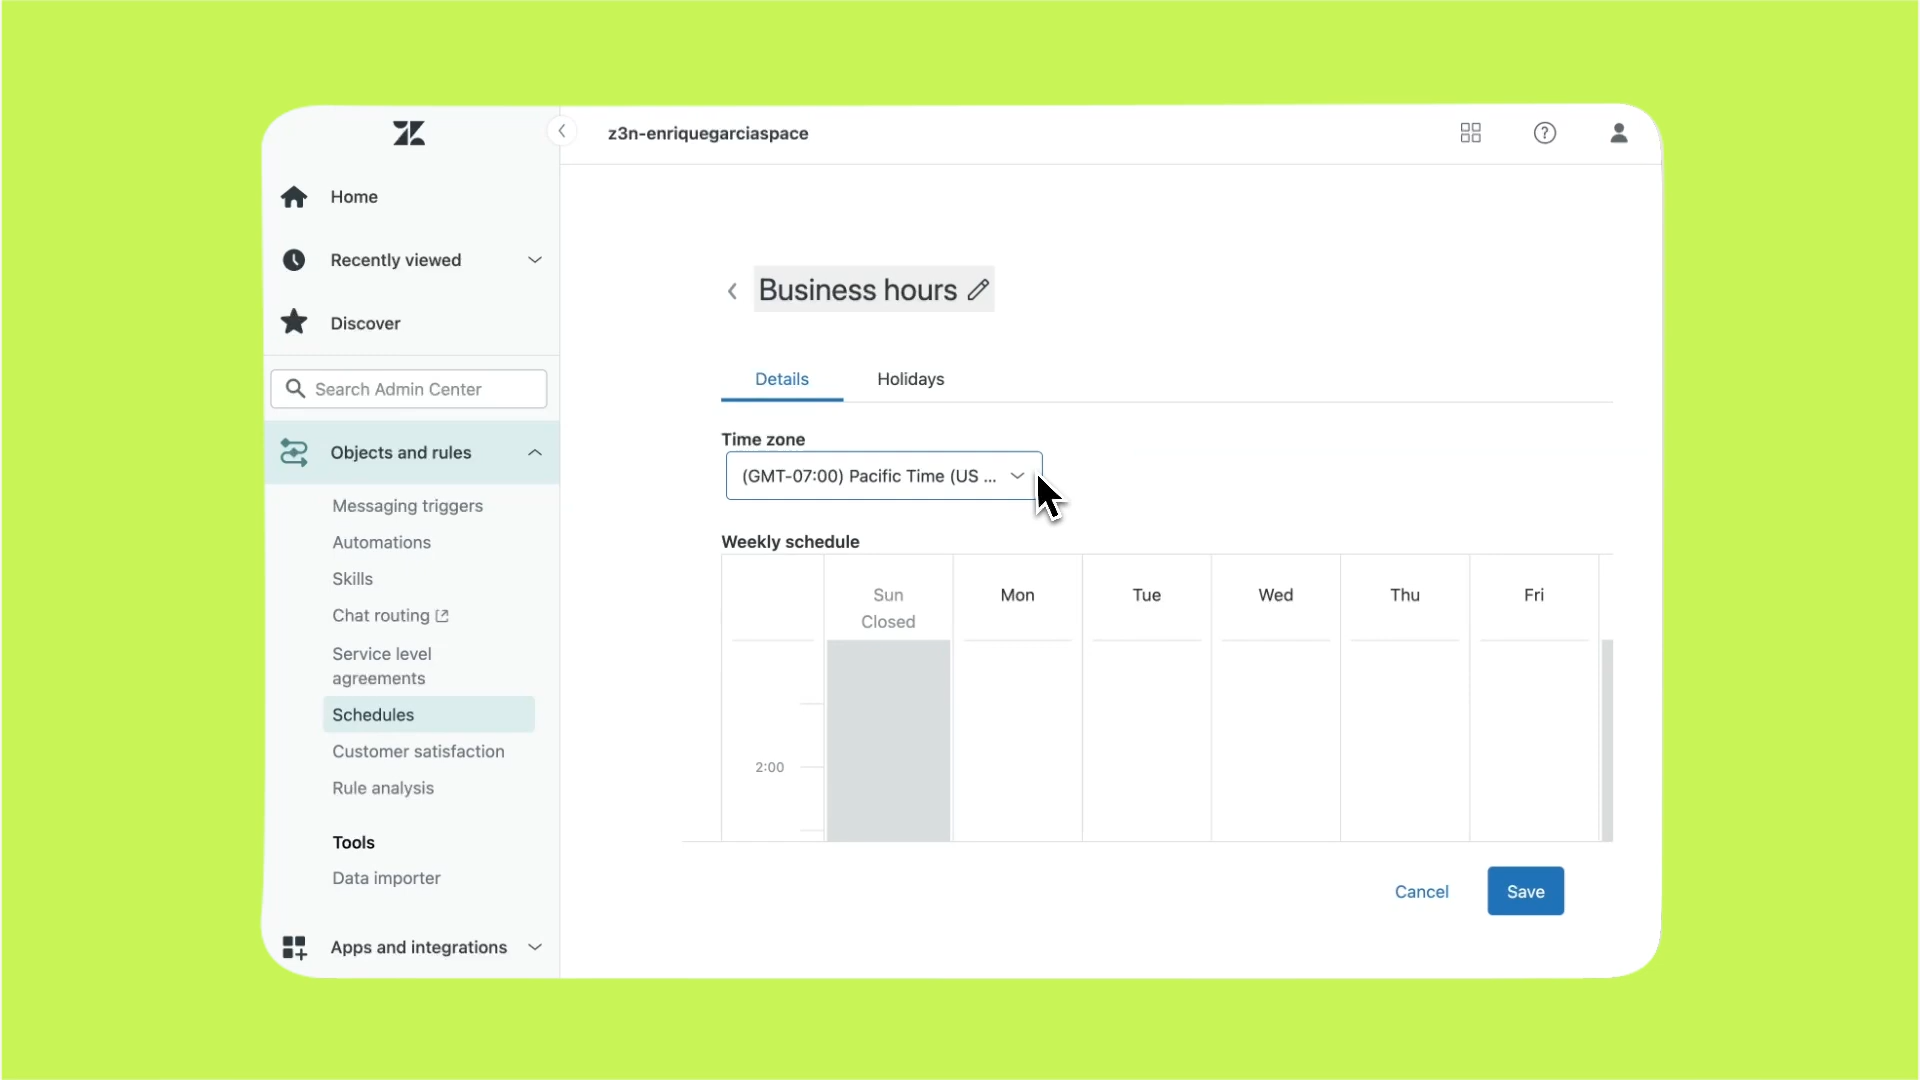 z3n-enriquegarciaspace
Home
Recently viewed
Discover
Search Admin Center
Objects and rules
Messaging triggers
Automations
Skills
Chat routing
Service level
agreements
Schedules
Customer satisfaction
Rule analysis
Tools
Data importer
Apps and integrations
Business hours
Details Holidays
Time zone
(GMT-07:00) Pacific Time (US ...
Weekly schedule
Sun Mon Tue Wed Thu Fri
Closed
2:00
Cancel Save